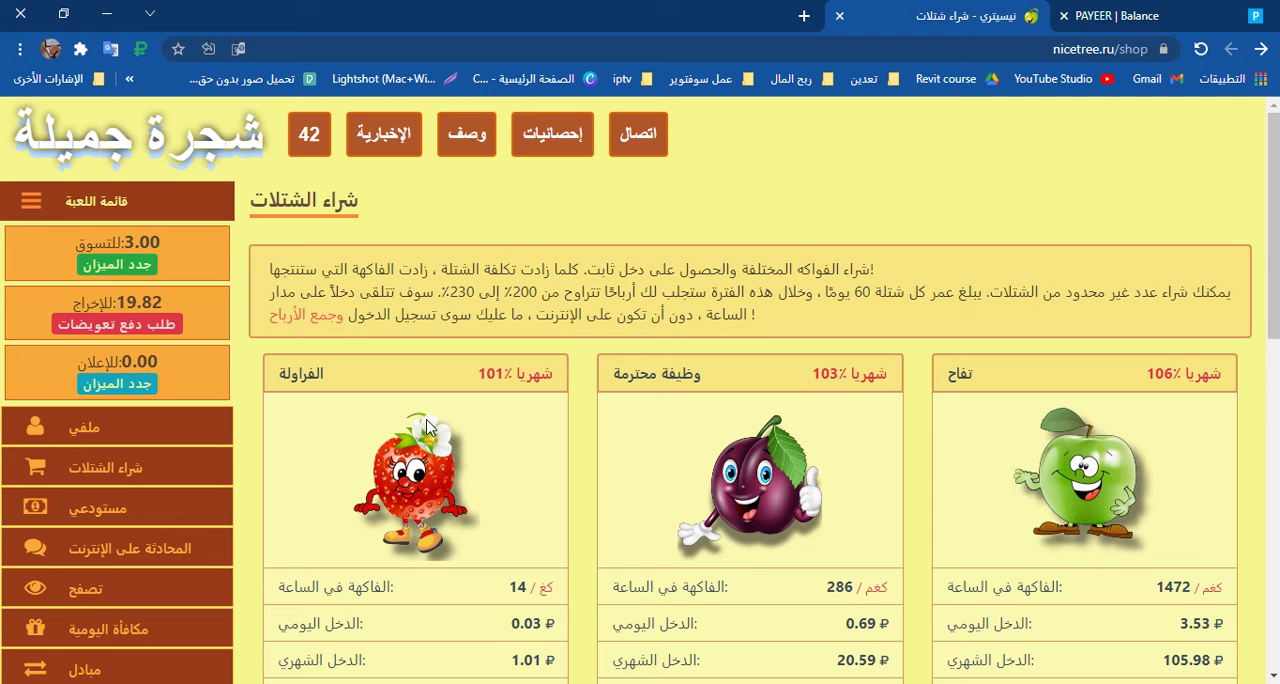 نيسيتري - شراء شتلات
PAYEER | Balance
nicetree.ru/shop
التطبيقات
Gmail
YouTube Studio
Revit course
تعدين
ربح المال
عمل سوفتوير
iptv
الصفحة الرئيسية - C...
Lightshot (Mac+Wi...
تحميل صور بدون حق...
«
الإشارات الأخرى
شجرة جميلة
42
الإخبارية
وصف
إحصائيات
اتصال
قائمة اللعبة
3.00:للتسوق
جدد الميزان
19.82:للإخراج
طلب دفع تعويضات
0.00:للإعلان
جدد الميزان
ملفي
شراء الشتلات
مستودعي
المحادثة على الإنترنت
تصفح
مكافأة اليومية
مبادل
شراء الشتلات
شراء الفواكه المختلفة والحصول على دخل ثابت. كلما زادت تكلفة الشتلة ، زادت الفاكهة التي ستنتجها!
يمكنك شراء عدد غير محدود من الشتلات. يبلغ عمر كل شتلة 60 يومًا ، وخلال هذه الفترة ستجلب لك أرباحًا تتراوح من 200٪ إلى 230٪. سوف تتلقى دخلاً على مدار
الساعة ، دون أن تكون على الإنترنت ، ما عليك سوى تسجيل الدخول وجمع الأرباح !
الفراولة
شهريا 101٪
الفاكهة في الساعة:
14 / كغ
الدخل اليومي:
0.03 ₽
الدخل الشهري:
1.01 ₽
وظيفة محترمة
شهريا 103٪
الفاكهة في الساعة:
286 / كغم
الدخل اليومي:
0.69 ₽
الدخل الشهري:
20.59 ₽
تفاح
شهريا 106٪
الفاكهة في الساعة:
1472 / كغم
الدخل اليومي:
3.53 ₽
الدخل الشهري:
105.98 ₽